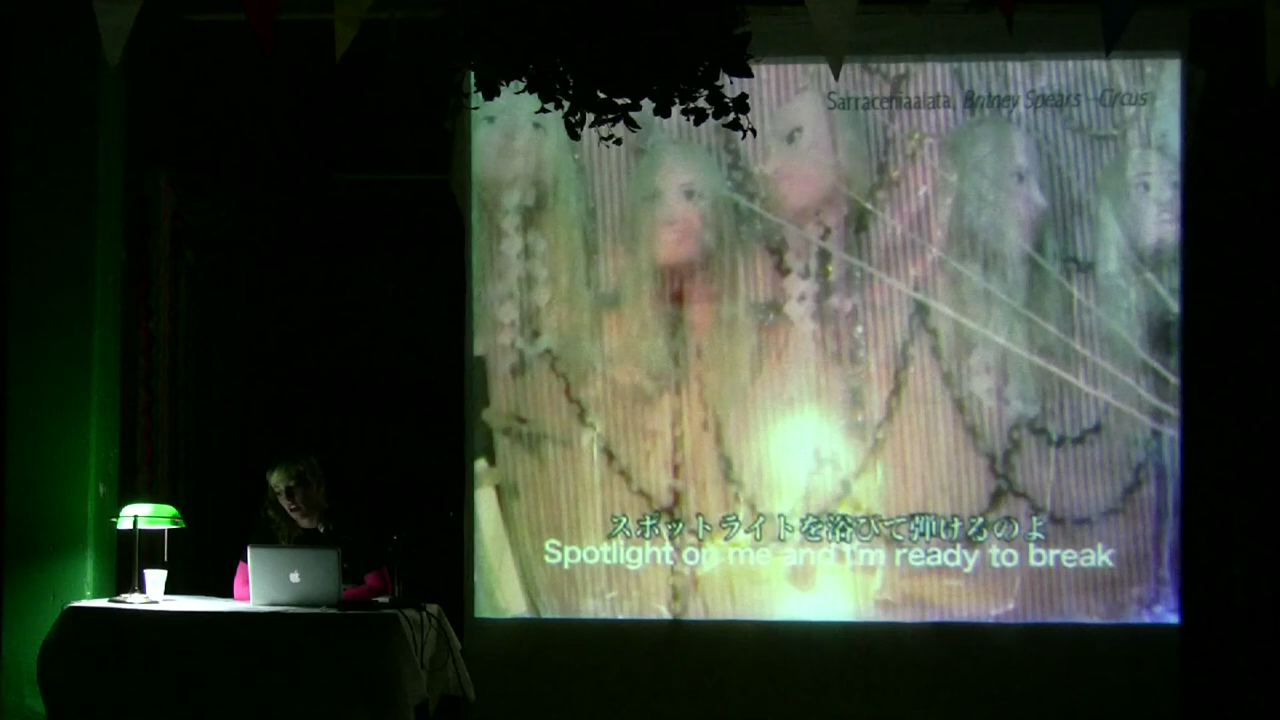 Sarraceniaalata, Britney Spears - Circus
スポットライトを浴びて弾けるのよ
Spotlight on me and I'm ready to break